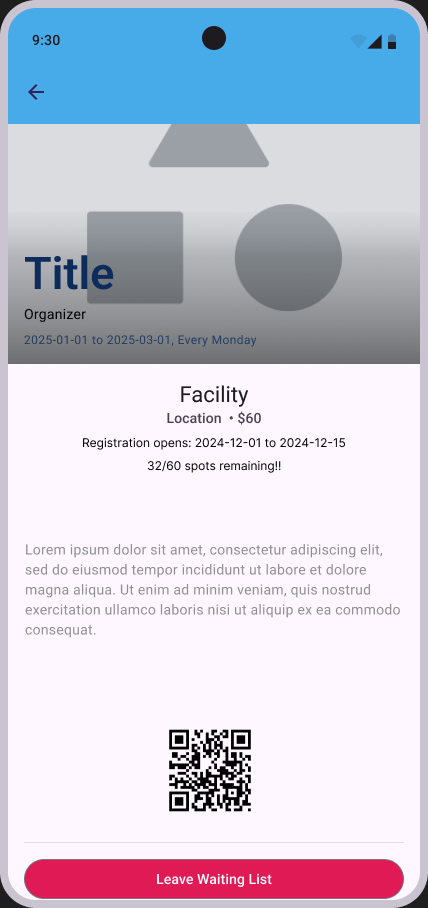 9:30
Title
Organizer
2025-01-01 to 2025-03-01, Every Monday
Facility
Location • $60
Registration opens: 2024-12-01 to 2024-12-15
32/60 spots remaining!!
Lorem ipsum dolor sit amet, consectetur adipiscing elit,
sed do eiusmod tempor incididunt ut labore et dolore
magna aliqua. Ut enim ad minim veniam, quis nostrud
exercitation ullamco laboris nisi ut aliquip ex ea commodo
consequat.
Leave Waiting List